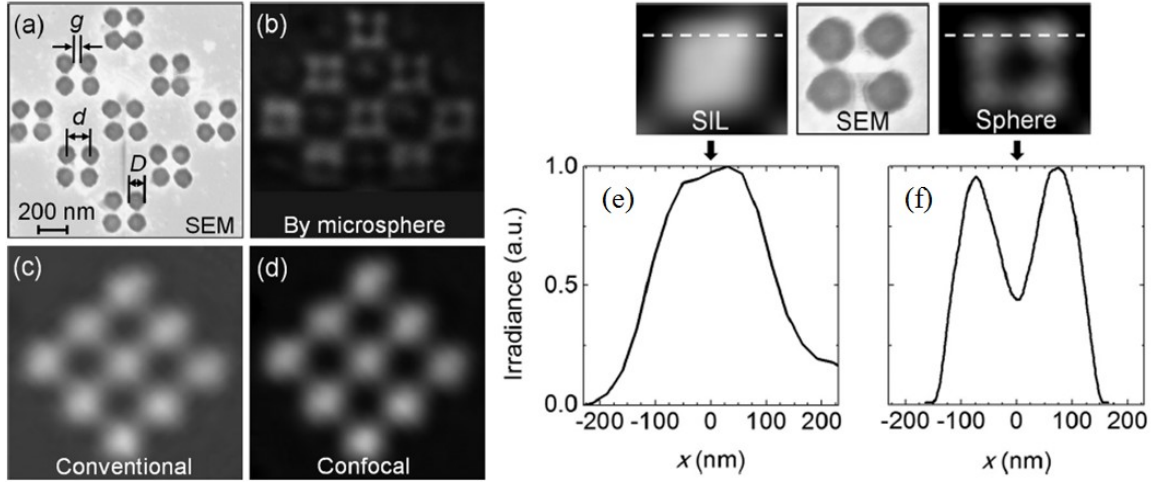 (a)
g
d
D
200 nm
SEM
(b)
By microsphere
(c)
Conventional
(d)
Confocal
SIL
SEM
Sphere
(e)
Irradiance (a.u.)
1.0
0.5
0.0
-200 -100 0 100 200
x (nm)
(f)
-200 -100 0 100 200
x (nm)